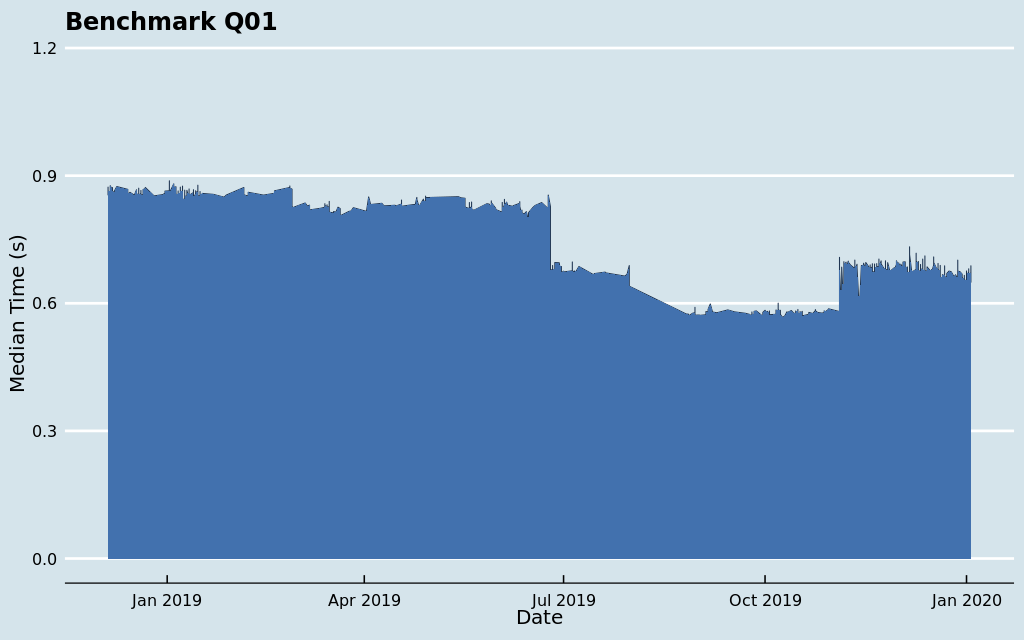 Benchmark Q01
1.2
0.9
0.6
0.3
0.0
Median Time (s)
Jan 2019
Apr 2019
Jul 2019
Oct 2019
Jan 2020
Date